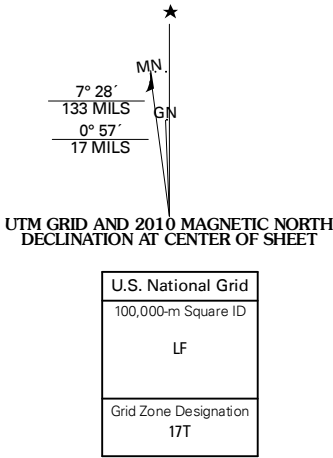 ★
MN
7° 28´
133 MILS
GN
0° 57´
17 MILS
UTM GRID AND 2010 MAGNETIC NORTH
DECLINATION AT CENTER OF SHEET
U.S. National Grid
100,000-m Square ID
LF
Grid Zone Designation
17T